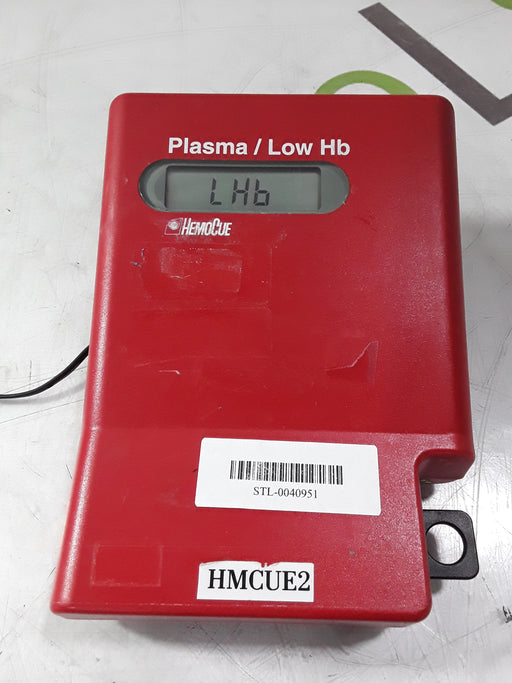 Plasma / Low Hb
LHb
HEMOCUE
STL-0040951
HMCUE2